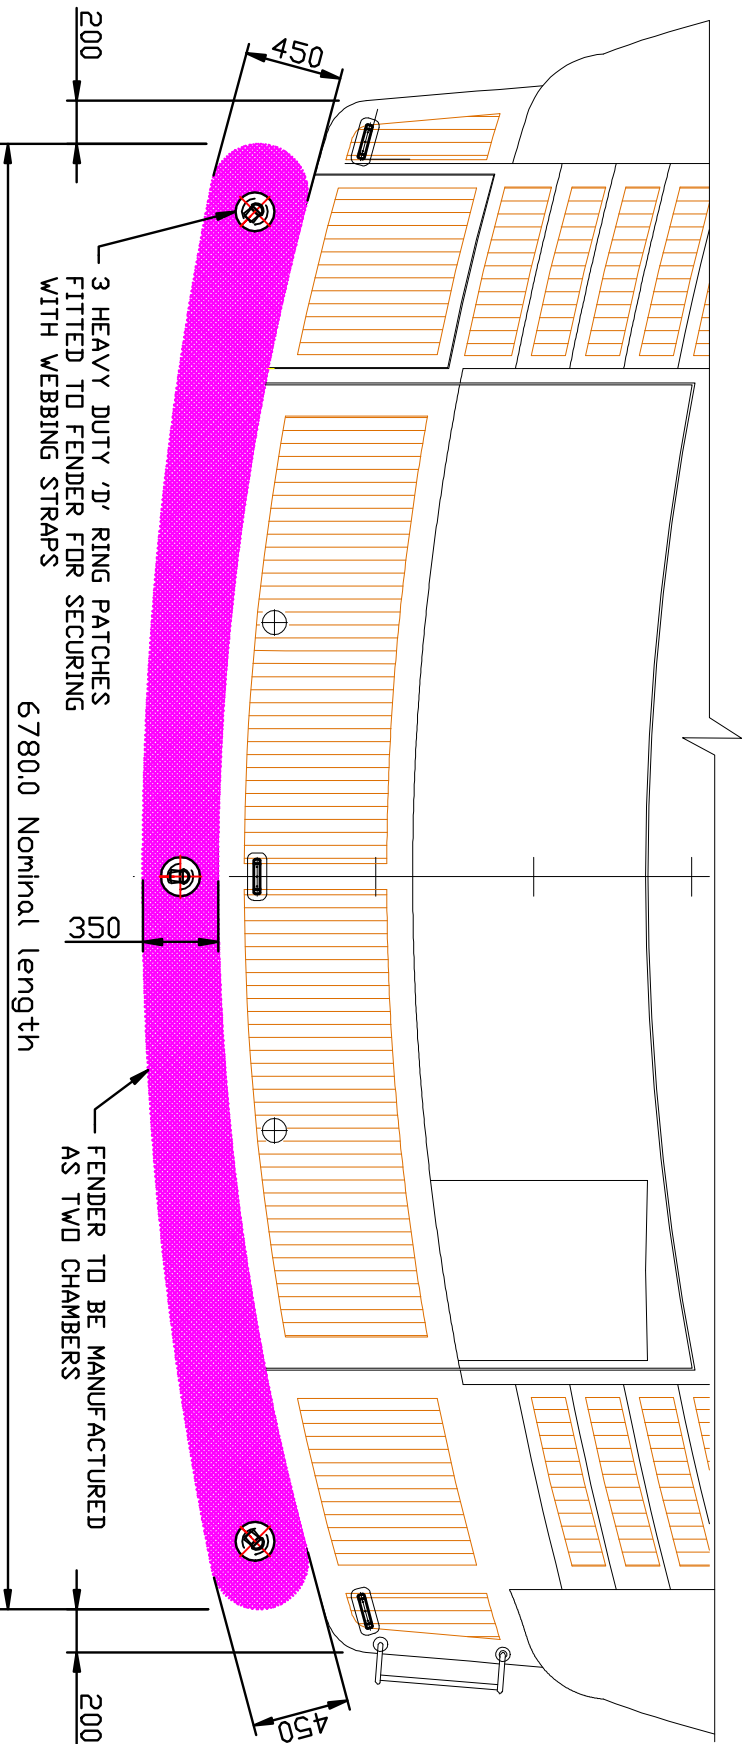 200
450
3 HEAVY DUTY 'D' RING PATCHES
FITTED TO FENDER FOR SECURING
WITH WEBBING STRAPS
6780.0 Nominal length
350
FENDER TO BE MANUFACTURED
AS TWO CHAMBERS
450
200